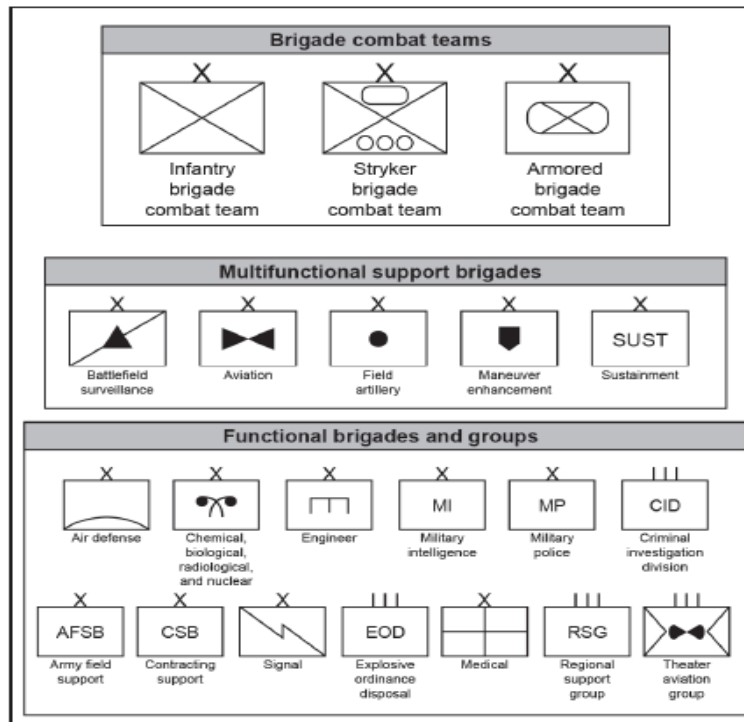 Brigade combat teams
X X X
Infantry brigade combat team
Stryker brigade combat team
Armored brigade combat team
Multifunctional support brigades
X X X X X
SUST
Battlefield surveillance
Aviation
Field artillery
Maneuver enhancement
Sustainment
Functional brigades and groups
X X X X X III
MI MP CID
Air defense
Chemical, biological, radiological, and nuclear
Engineer
Military intelligence
Military police
Criminal investigation division
X X X III X III III
AFSB CSB EOD RSG
Army field support
Contracting support
Signal
Explosive ordinance disposal
Medical
Regional support group
Theater aviation group